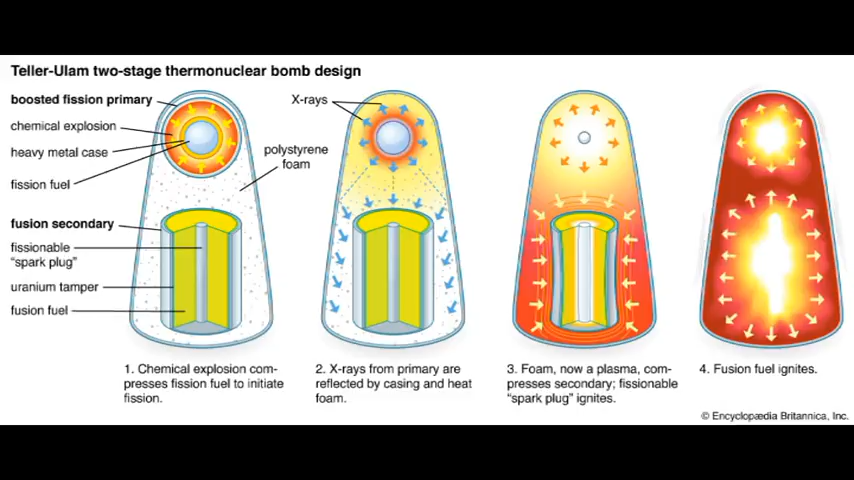 Teller-Ulam two-stage thermonuclear bomb design
boosted fission primary
chemical explosion
heavy metal case
fission fuel
fusion secondary
fissionable
“spark plug”
uranium tamper
fusion fuel
polystyrene
foam
X-rays
1. Chemical explosion com-
presses fission fuel to initiate
fission.
2. X-rays from primary are
reflected by casing and heat
foam.
3. Foam, now a plasma, com-
presses secondary; fissionable
“spark plug” ignites.
4. Fusion fuel ignites.
© Encyclopædia Britannica, Inc.